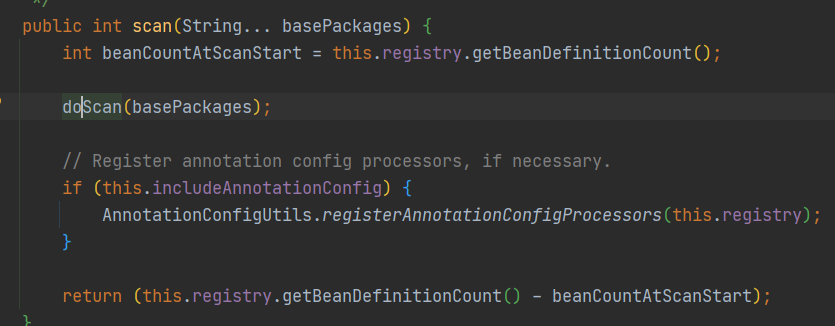 */
public int scan(String... basePackages) {
int beanCountAtScanStart = this.registry.getBeanDefinitionCount();
doScan(basePackages);
// Register annotation config processors, if necessary.
if (this.includeAnnotationConfig) {
AnnotationConfigUtils.registerAnnotationConfigProcessors(this.registry);
}
return (this.registry.getBeanDefinitionCount() - beanCountAtScanStart);
}